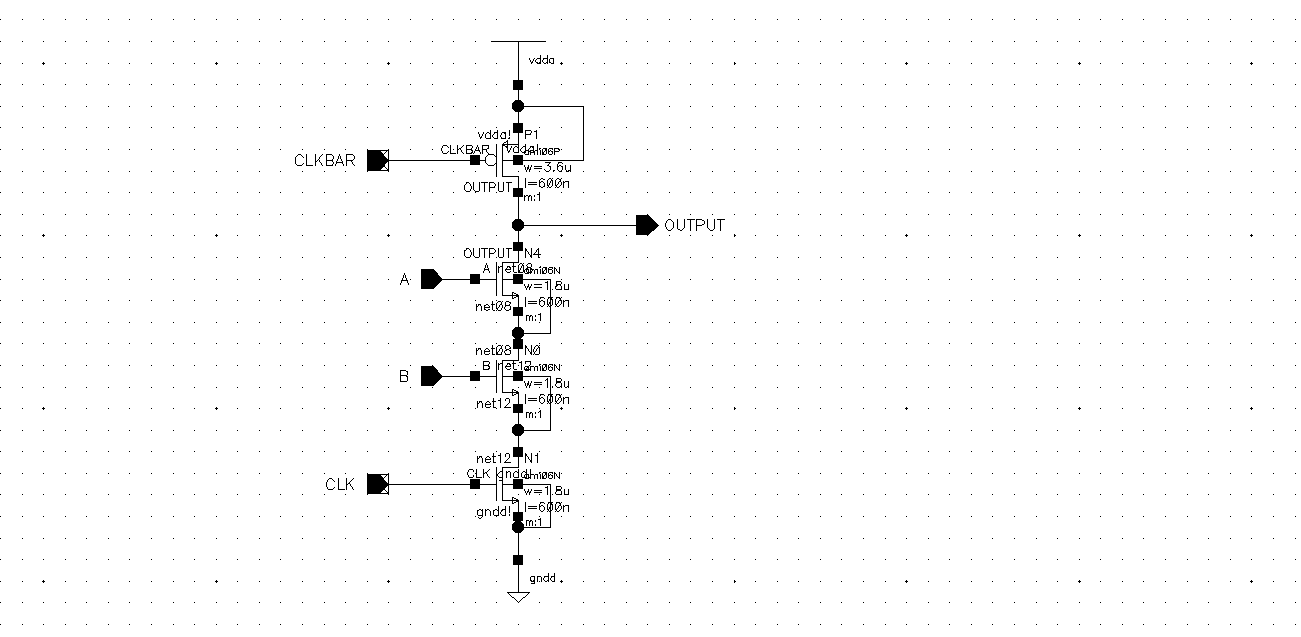 vdda
vdda! P1
CLKBAR CLKBAR vdda! ami06P
w=3.6u
OUTPUT l=600n
m:1
OUTPUT
OUTPUT N4
A A net08 ami06N
w=1.8u
l=600n
net08 m:1
net08 N0
B B net12 ami06N
w=1.8u
l=600n
net12 m:1
net12 N1
CLK CLK gndd! ami06N
w=1.8u
l=600n
gndd! m:1
gndd